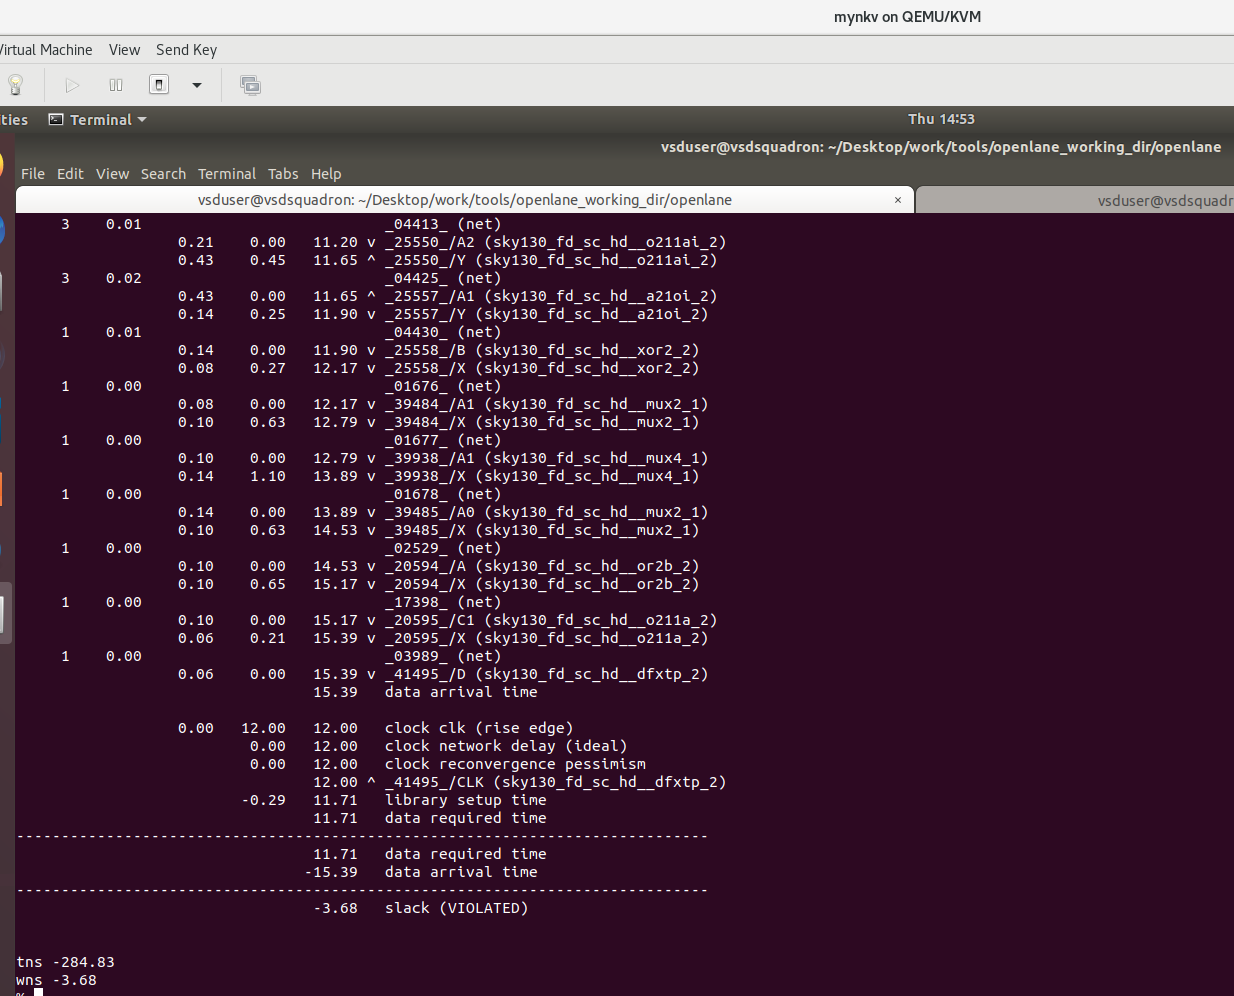 mynkv on QEMU/KVM
Virtual Machine View Send Key
ties Terminal Thu 14:53
vsduser@vsdsquadron: ~/Desktop/work/tools/openlane_working_dir/openlane
File Edit View Search Terminal Tabs Help
vsduser@vsdsquadron: ~/Desktop/work/tools/openlane_working_dir/openlane × vsduser@vsdsquadr
3 0.01 _04413_ (net)
0.21 0.00 11.20 v _25550_/A2 (sky130_fd_sc_hd__o211ai_2)
0.43 0.45 11.65 ^ _25550_/Y (sky130_fd_sc_hd__o211ai_2)
3 0.02 _04425_ (net)
0.43 0.00 11.65 ^ _25557_/A1 (sky130_fd_sc_hd__a21oi_2)
0.14 0.25 11.90 v _25557_/Y (sky130_fd_sc_hd__a21oi_2)
1 0.01 _04430_ (net)
0.14 0.00 11.90 v _25558_/B (sky130_fd_sc_hd__xor2_2)
0.08 0.27 12.17 v _25558_/X (sky130_fd_sc_hd__xor2_2)
1 0.00 _01676_ (net)
0.08 0.00 12.17 v _39484_/A1 (sky130_fd_sc_hd__mux2_1)
0.10 0.63 12.79 v _39484_/X (sky130_fd_sc_hd__mux2_1)
1 0.00 _01677_ (net)
0.10 0.00 12.79 v _39938_/A1 (sky130_fd_sc_hd__mux4_1)
0.14 1.10 13.89 v _39938_/X (sky130_fd_sc_hd__mux4_1)
1 0.00 _01678_ (net)
0.14 0.00 13.89 v _39485_/A0 (sky130_fd_sc_hd__mux2_1)
0.10 0.63 14.53 v _39485_/X (sky130_fd_sc_hd__mux2_1)
1 0.00 _02529_ (net)
0.10 0.00 14.53 v _20594_/A (sky130_fd_sc_hd__or2b_2)
0.10 0.65 15.17 v _20594_/X (sky130_fd_sc_hd__or2b_2)
1 0.00 _17398_ (net)
0.10 0.00 15.17 v _20595_/C1 (sky130_fd_sc_hd__o211a_2)
0.06 0.21 15.39 v _20595_/X (sky130_fd_sc_hd__o211a_2)
1 0.00 _03989_ (net)
0.06 0.00 15.39 v _41495_/D (sky130_fd_sc_hd__dfxtp_2)
15.39 data arrival time
0.00 12.00 12.00 clock clk (rise edge)
0.00 12.00 clock network delay (ideal)
0.00 12.00 clock reconvergence pessimism
12.00 ^ _41495_/CLK (sky130_fd_sc_hd__dfxtp_2)
-0.29 11.71 library setup time
11.71 data required time
-----------------------------------------------------------------------------
11.71 data required time
-15.39 data arrival time
-----------------------------------------------------------------------------
-3.68 slack (VIOLATED)
tns -284.83
wns -3.68
%